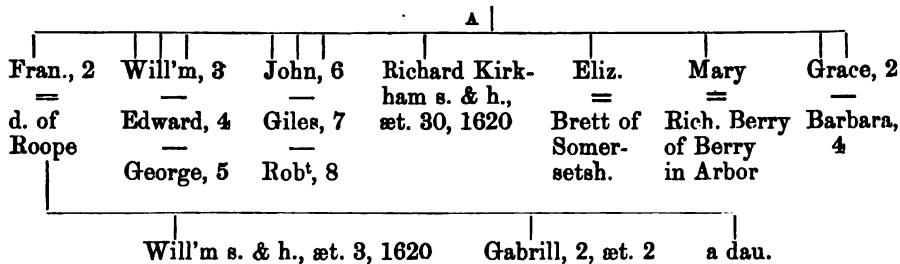 A
Fran., 2 Will'm, 3 John, 6 Richard Kirk- Eliz. Mary Grace, 2
= — — ham s. & h., = = —
d. of Edward, 4 Giles, 7 æt. 30, 1620 Brett of Rich. Berry Barbara,
Roope — — Somer- of Berry 4
George, 5 Robᵗ, 8 setsh. in Arbor
Will'm s. & h., æt. 3, 1620 Gabrill, 2, æt. 2 a dau.